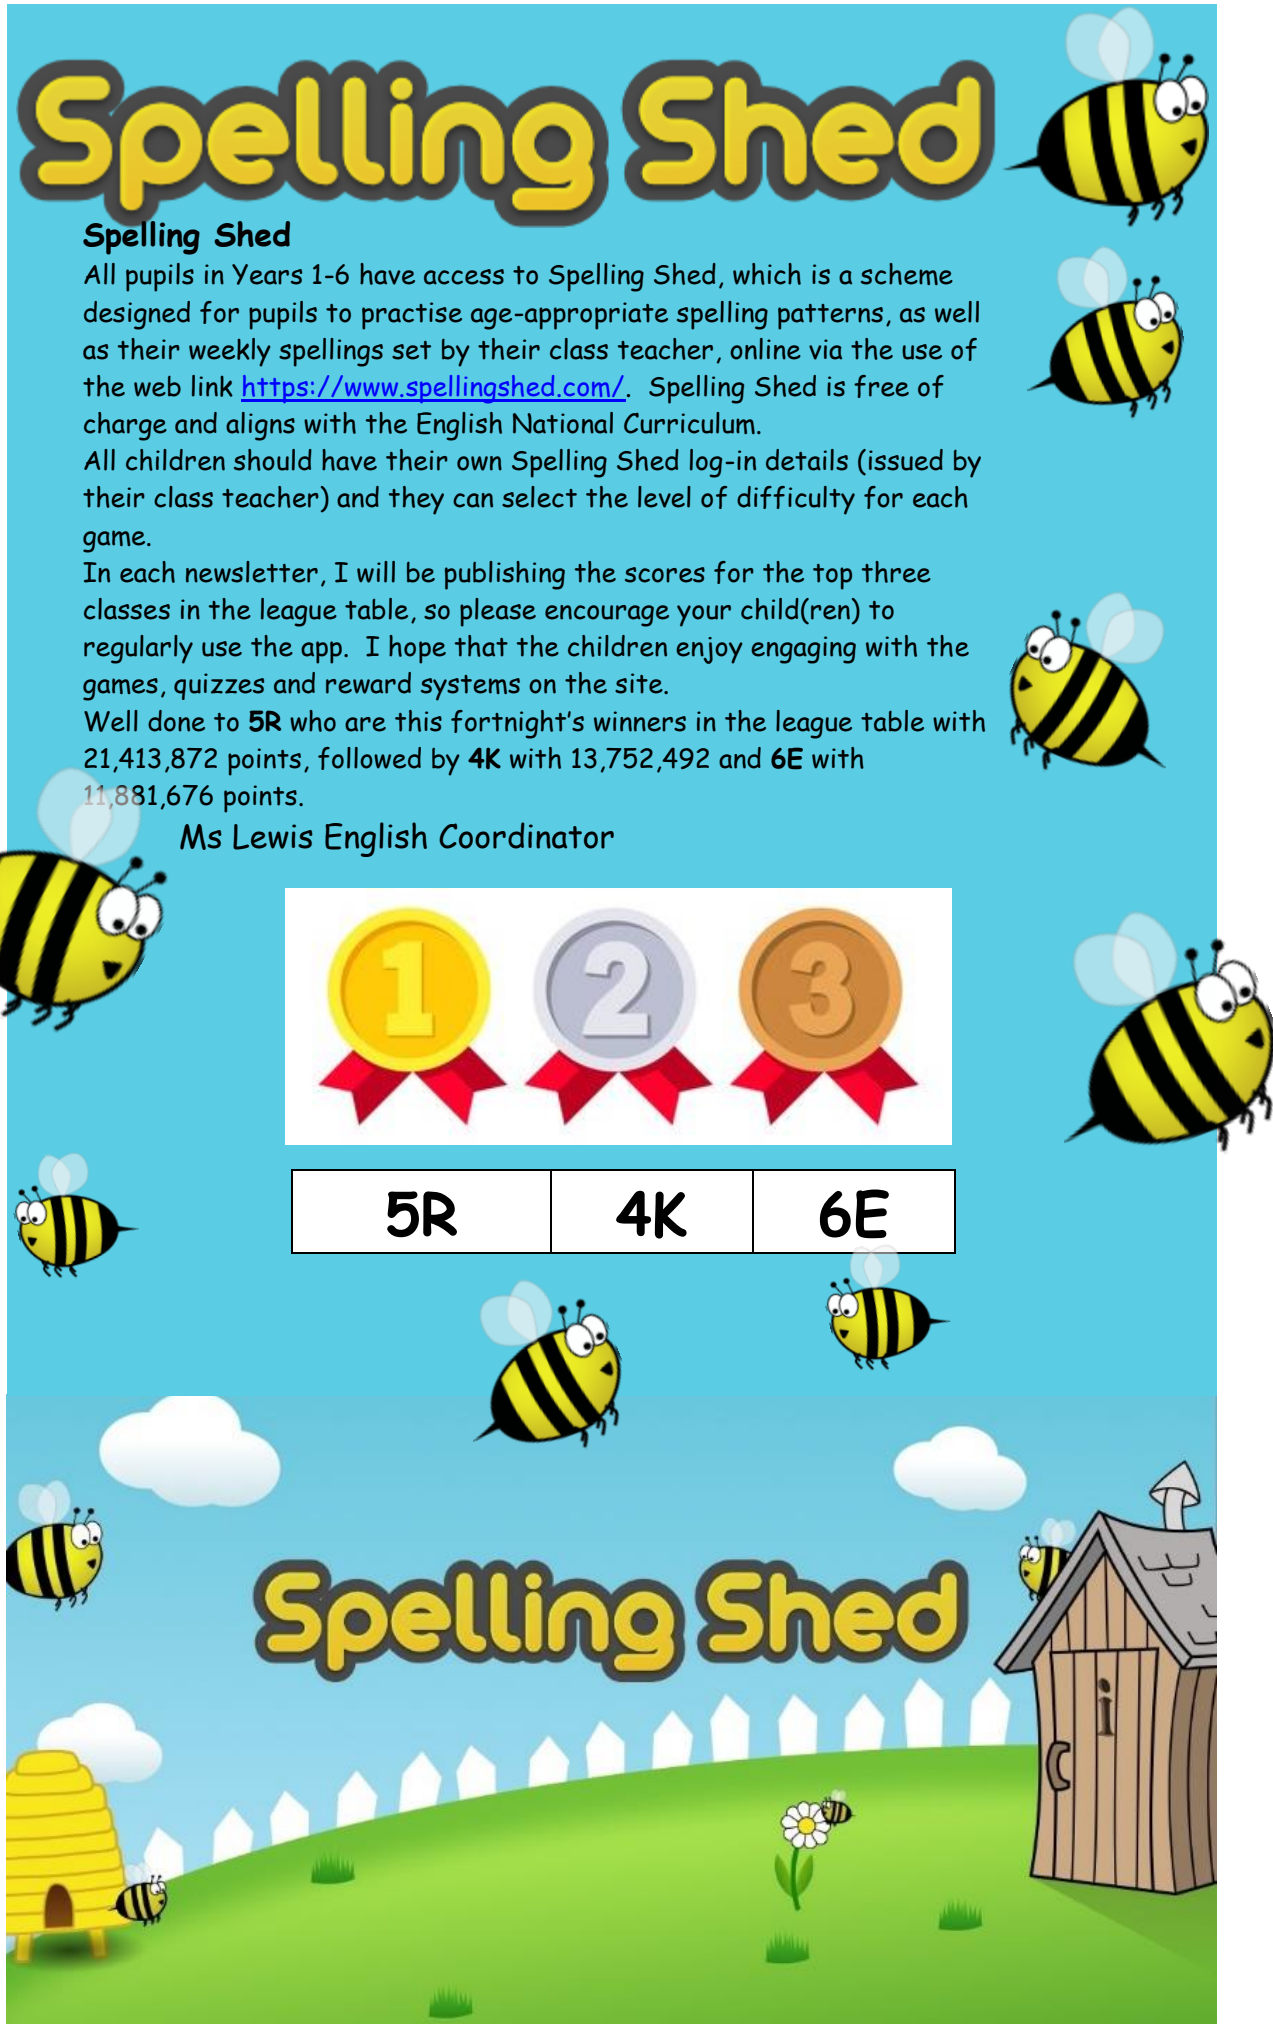 Spelling Shed
Spelling Shed
All pupils in Years 1-6 have access to Spelling Shed, which is a scheme
designed for pupils to practise age-appropriate spelling patterns, as well
as their weekly spellings set by their class teacher, online via the use of
the web link https://www.spellingshed.com/.  Spelling Shed is free of
charge and aligns with the English National Curriculum.
All children should have their own Spelling Shed log-in details (issued by
their class teacher) and they can select the level of difficulty for each
game.
In each newsletter, I will be publishing the scores for the top three
classes in the league table, so please encourage your child(ren) to
regularly use the app.  I hope that the children enjoy engaging with the
games, quizzes and reward systems on the site.
Well done to 5R who are this fortnight's winners in the league table with
21,413,872 points, followed by 4K with 13,752,492 and 6E with
11,881,676 points.
Ms Lewis English Coordinator
1 2 3
5R 4K 6E
Spelling Shed
i